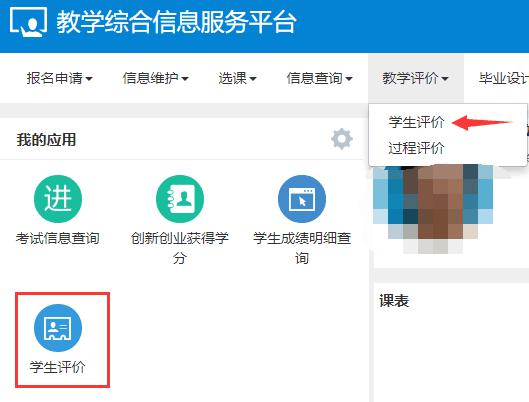 教学综合信息服务平台
报名申请 信息维护 选课 信息查询 教学评价 毕业设计
学生评价
过程评价
我的应用
进
考试信息查询 创新创业获得学分 学生成绩明细查询
学生评价
课表